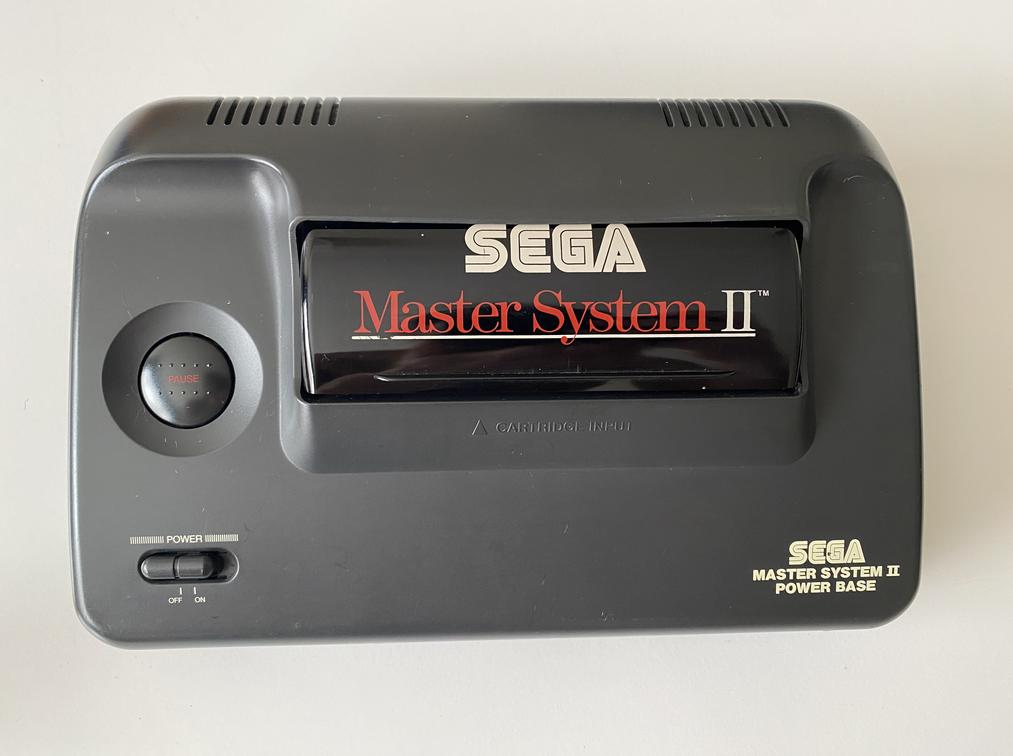 SEGA
Master System II™
PAUSE
△ CARTRIDGE INPUT
POWER
OFF ON
SEGA
MASTER SYSTEM II
POWER BASE